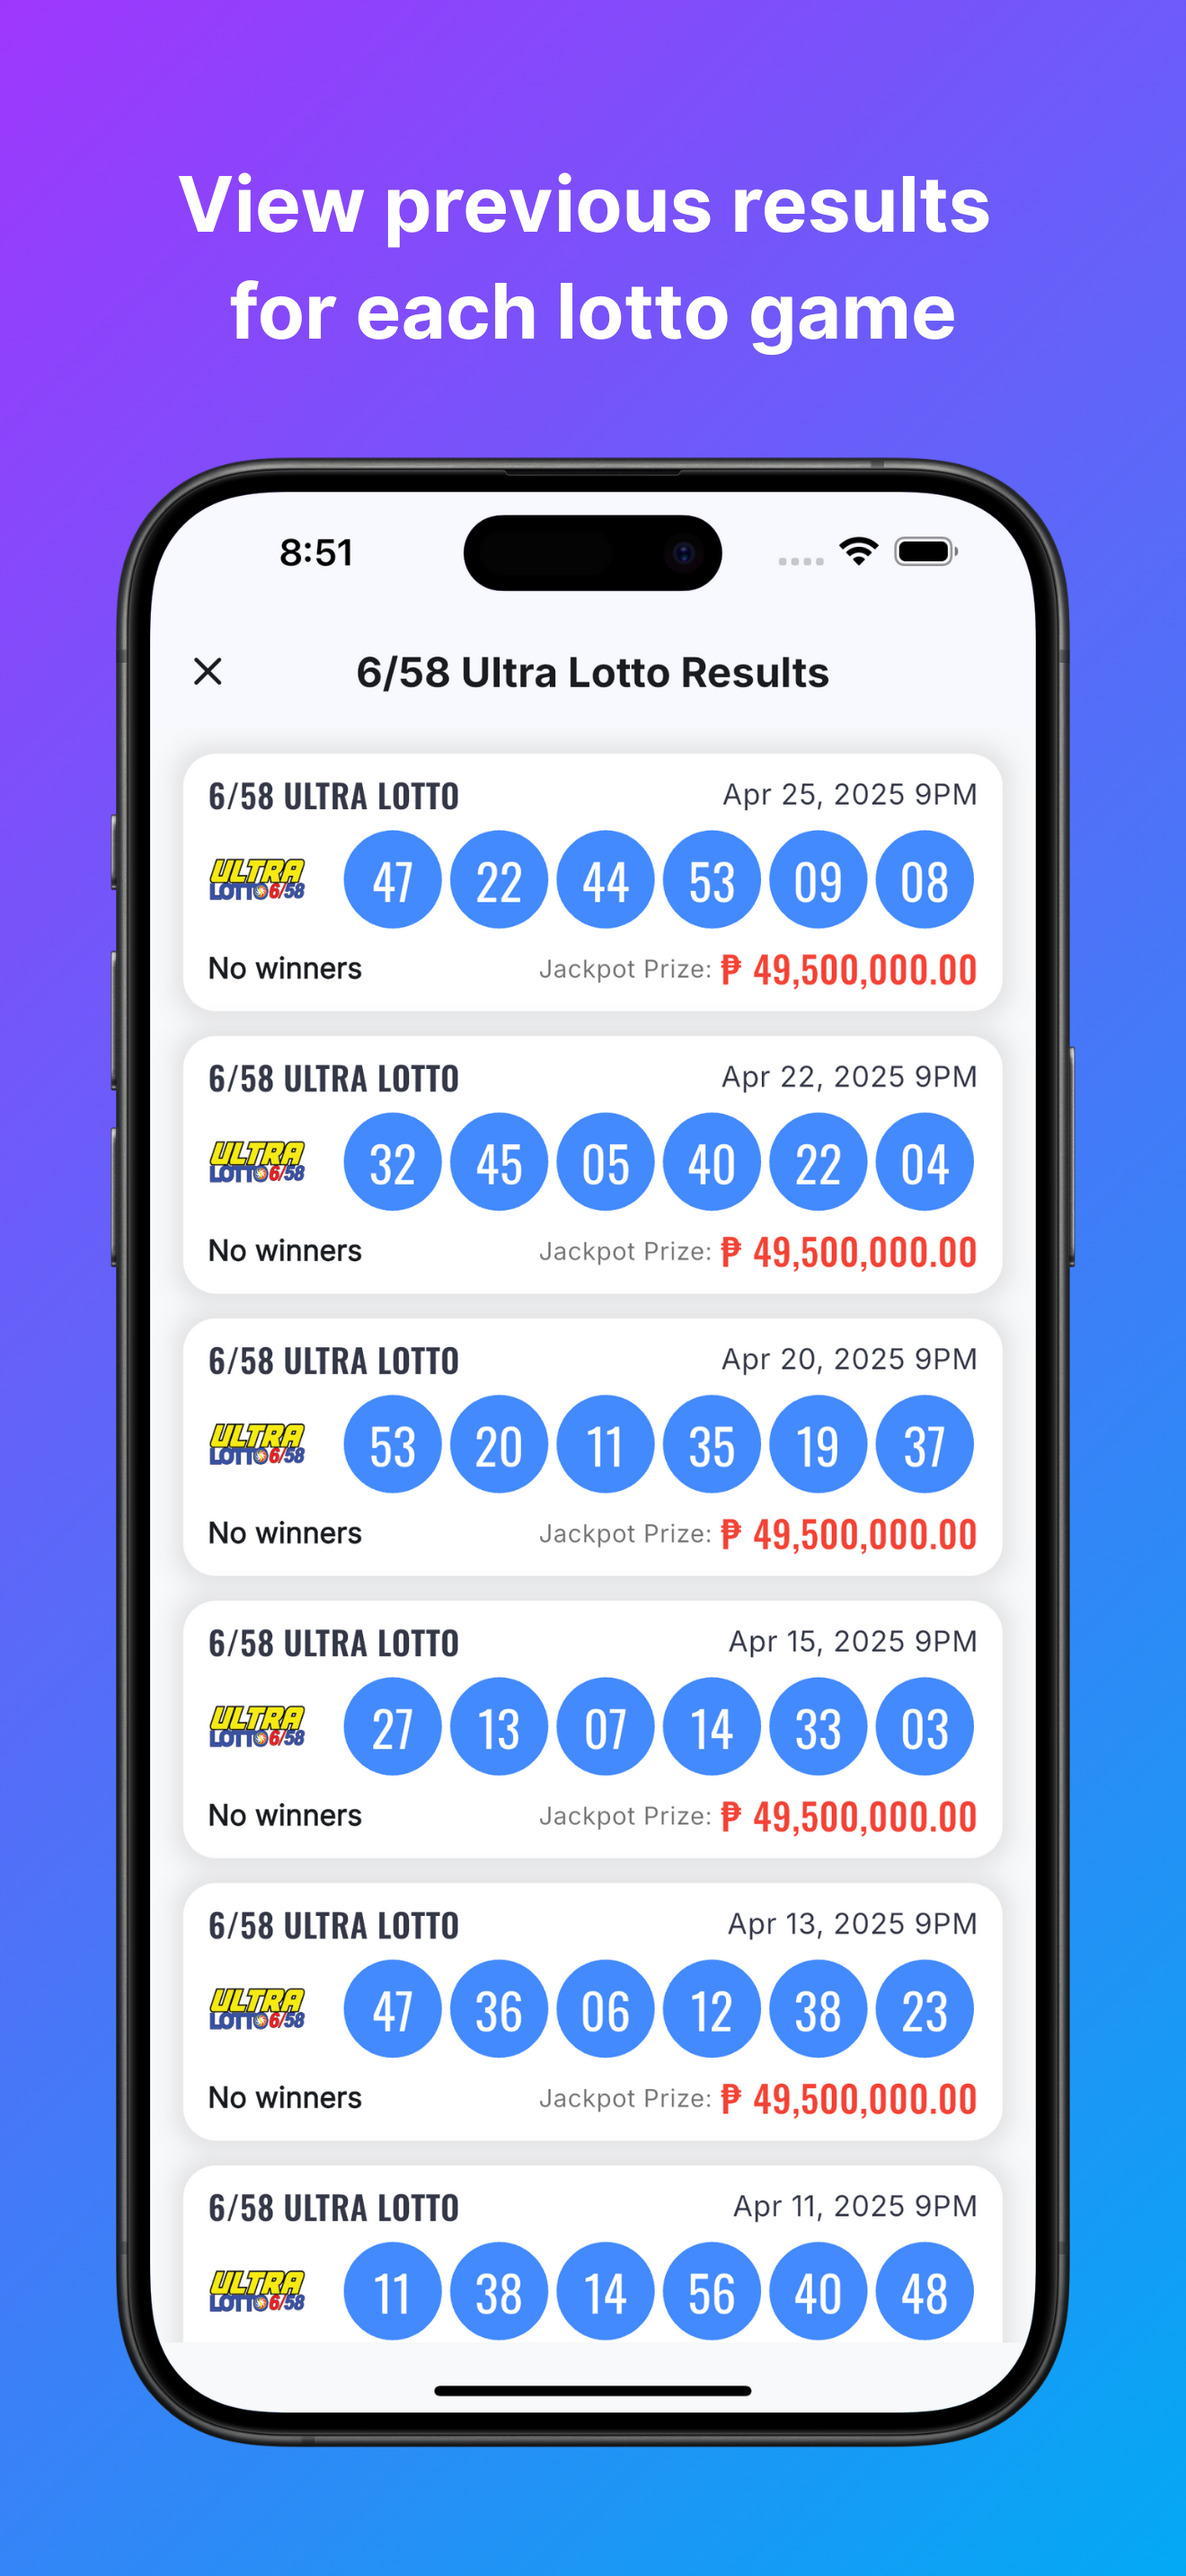 View previous results
for each lotto game
8:51
6/58 Ultra Lotto Results
6/58 ULTRA LOTTO Apr 25, 2025 9PM
ULTRA
LOTTO 6/58
47 22 44 53 09 08
No winners Jackpot Prize: ₱ 49,500,000.00
6/58 ULTRA LOTTO Apr 22, 2025 9PM
ULTRA
LOTTO 6/58
32 45 05 40 22 04
No winners Jackpot Prize: ₱ 49,500,000.00
6/58 ULTRA LOTTO Apr 20, 2025 9PM
ULTRA
LOTTO 6/58
53 20 11 35 19 37
No winners Jackpot Prize: ₱ 49,500,000.00
6/58 ULTRA LOTTO Apr 15, 2025 9PM
ULTRA
LOTTO 6/58
27 13 07 14 33 03
No winners Jackpot Prize: ₱ 49,500,000.00
6/58 ULTRA LOTTO Apr 13, 2025 9PM
ULTRA
LOTTO 6/58
47 36 06 12 38 23
No winners Jackpot Prize: ₱ 49,500,000.00
6/58 ULTRA LOTTO Apr 11, 2025 9PM
ULTRA
LOTTO 6/58
11 38 14 56 40 48